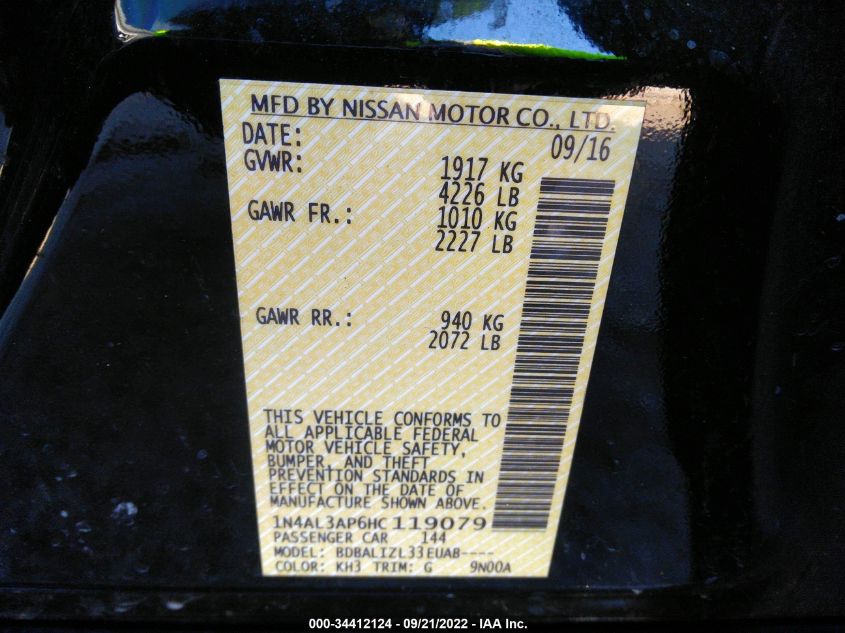 MFD BY NISSAN MOTOR CO., LTD.
DATE: 09/16
GVWR: 1917 KG
4226 LB
GAWR FR.: 1010 KG
2227 LB
GAWR RR.: 940 KG
2072 LB
THIS VEHICLE CONFORMS TO
ALL APPLICABLE FEDERAL
MOTOR VEHICLE SAFETY,
BUMPER, AND THEFT
PREVENTION STANDARDS IN
EFFECT ON THE DATE OF
MANUFACTURE SHOWN ABOVE.
1N4AL3AP6HC119079
PASSENGER CAR 144
MODEL: BDBALIZL33EUAB----
COLOR: KH3 TRIM: G 9N00A
000-34412124 - 09/21/2022 - IAA Inc.